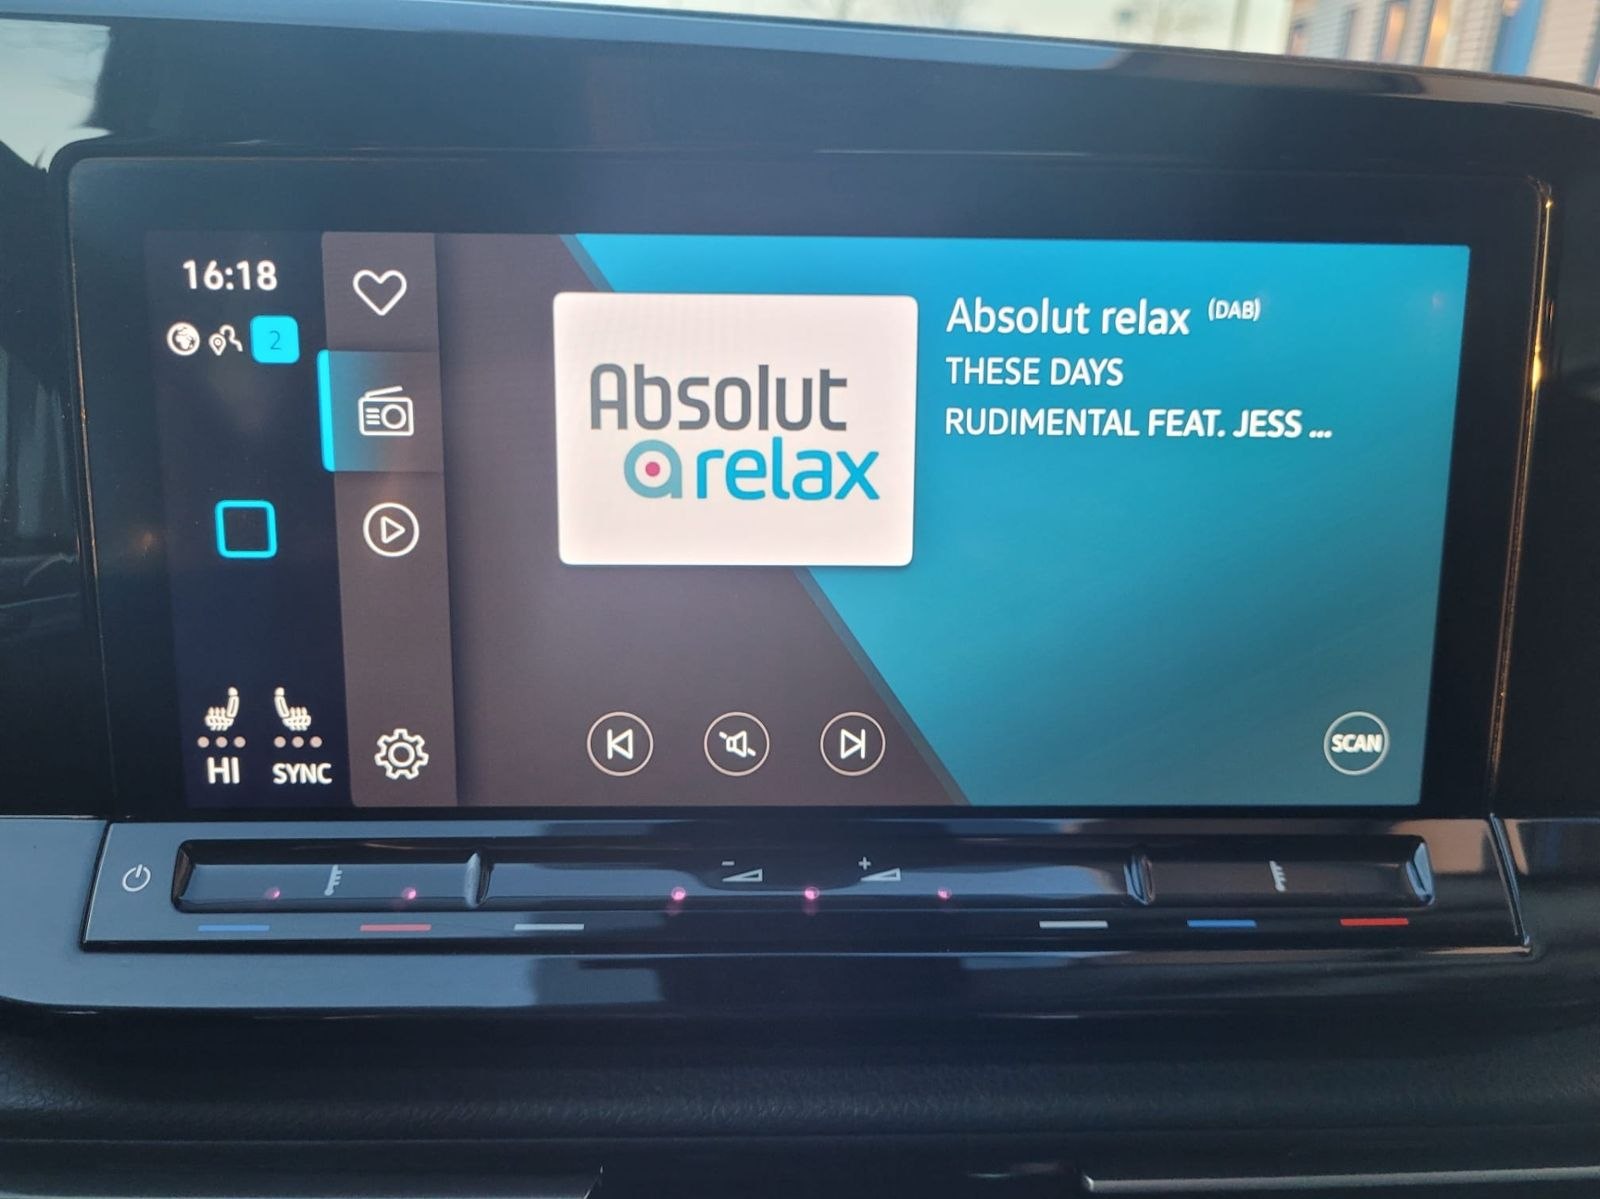 16:18
2
Absolut
relax
Absolut relax (DAB)
THESE DAYS
RUDIMENTAL FEAT. JESS ...
HI
SYNC
SCAN
- +